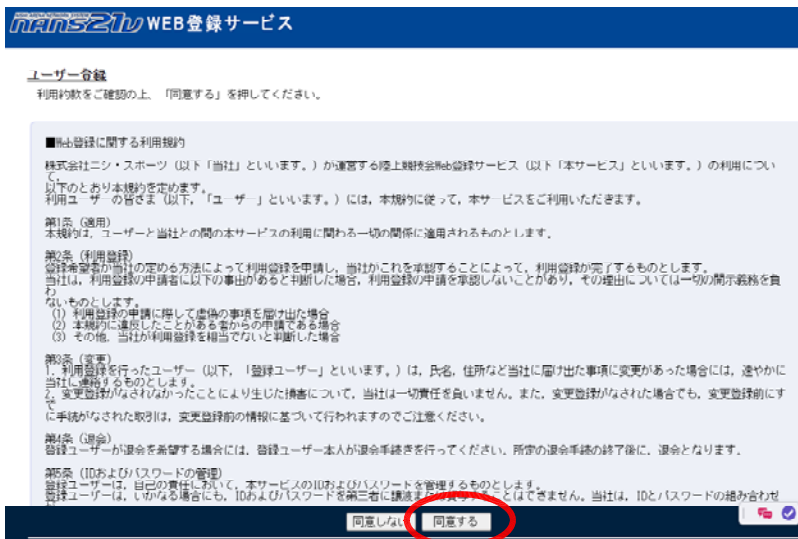 NANS21V WEB登録サービス
ユーザー登録
利用約款をご確認の上、「同意する」を押してください。
■Web登録に関する利用規約
株式会社ニシ・スポーツ（以下「当社」といいます。）が運営する陸上競技会Web登録サービス（以下「本サービス」といいます。）の利用につい
て，
以下のとおり本規約を定めます。
利用ユーザーの皆さま（以下，「ユーザー」といいます。）には，本規約に従って，本サービスをご利用いただきます。
第1条（適用）
本規約は，ユーザーと当社との間の本サービスの利用に関わる一切の関係に適用されるものとします。
第2条（利用登録）
登録希望者が当社の定める方法によって利用登録を申請し，当社がこれを承認することによって，利用登録が完了するものとします。
当社は，利用登録の申請者に以下の事由があると判断した場合，利用登録の申請を承認しないことがあり，その理由については一切の開示義務を負
わ
ないものとします。
(1) 利用登録の申請に際して虚偽の事項を届け出た場合
(2) 本規約に違反したことがある者からの申請である場合
(3) その他，当社が利用登録を相当でないと判断した場合
第3条（変更）
1. 利用登録を行ったユーザー（以下，「登録ユーザー」といいます。）は，氏名，住所など当社に届け出た事項に変更があった場合には，速やかに
当社に連絡するものとします。
2. 変更登録がなされなかったことにより生じた損害について，当社は一切責任を負いません。また，変更登録がなされた場合でも，変更登録前にす
で
に手続がなされた取引は，変更登録前の情報に基づいて行われますのでご注意ください。
第4条（退会）
登録ユーザーが退会を希望する場合には，登録ユーザー本人が退会手続きを行ってください。所定の退会手続の終了後に，退会となります。
第5条（IDおよびパスワードの管理）
登録ユーザーは，自己の責任において，本サービスのIDおよびパスワードを管理するものとします。
登録ユーザーは，いかなる場合にも，IDおよびパスワードを第三者に譲渡または貸与することはできません。当社は，IDとパスワードの組み合わせ
同意しない 同意する